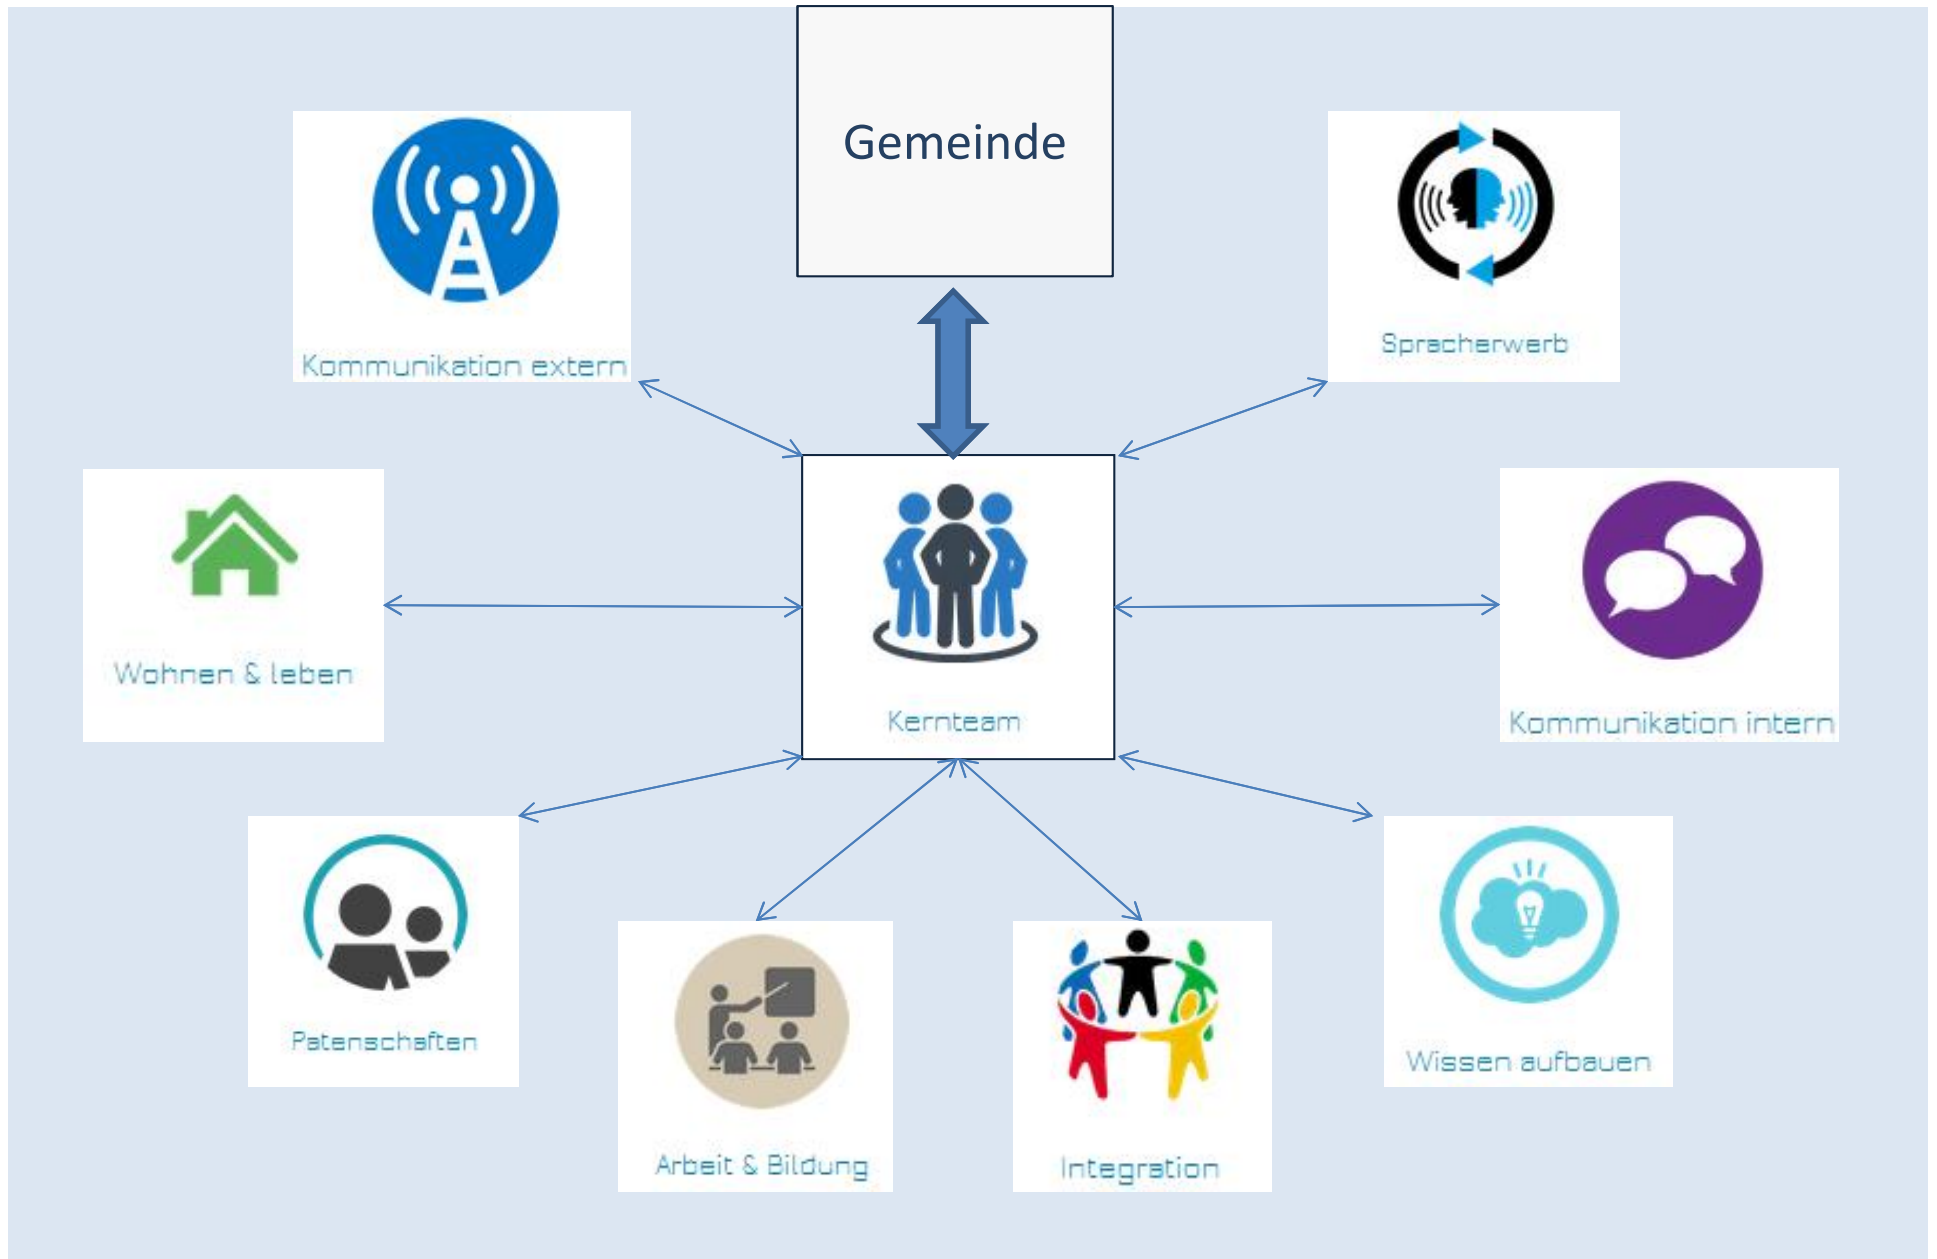 Gemeinde
Kommunikation extern
Spracherwerb
Wohnen & leben
Kernteam
Kommunikation intern
Patenschaften
Arbeit & Bildung
Integration
Wissen aufbauen